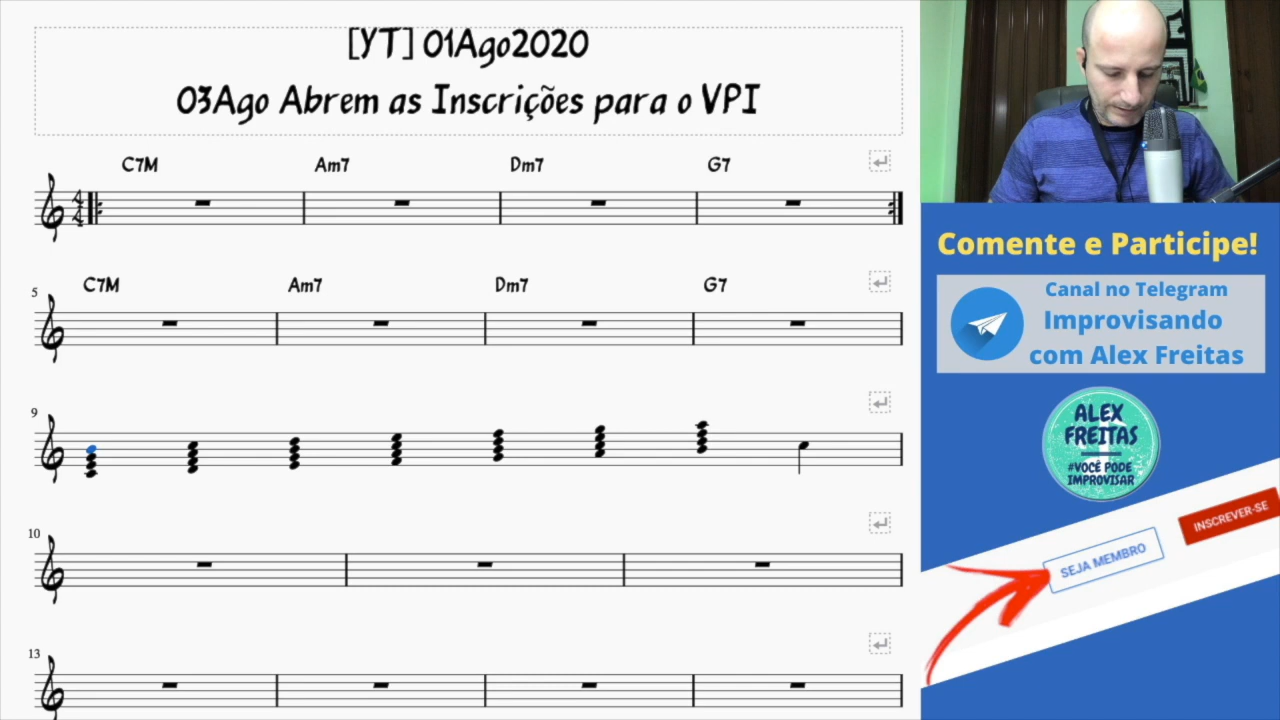 [YT] 01Ago2020
03Ago Abrem as Inscrições para o VPI
C7M Am7 Dm7 G7
4
4
5
C7M Am7 Dm7 G7
9
10
13
Comente e Participe!
Canal no Telegram
Improvisando
com Alex Freitas
ALEX
FREITAS
#VOCÊ PODE
IMPROVISAR
SEJA MEMBRO
INSCREVER-SE